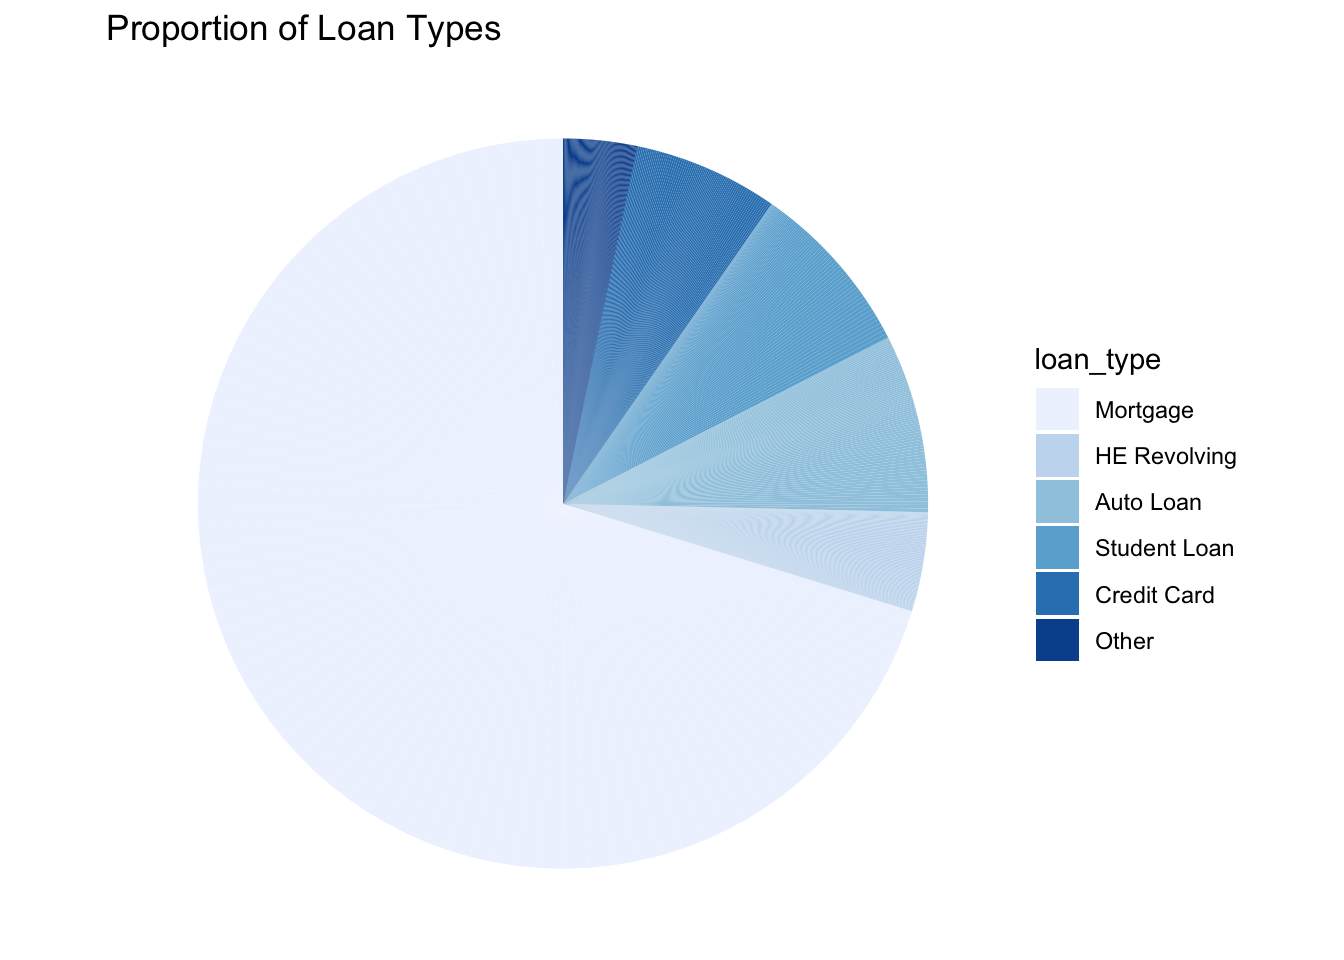 Proportion of Loan Types
loan_type
Mortgage
HE Revolving
Auto Loan
Student Loan
Credit Card
Other